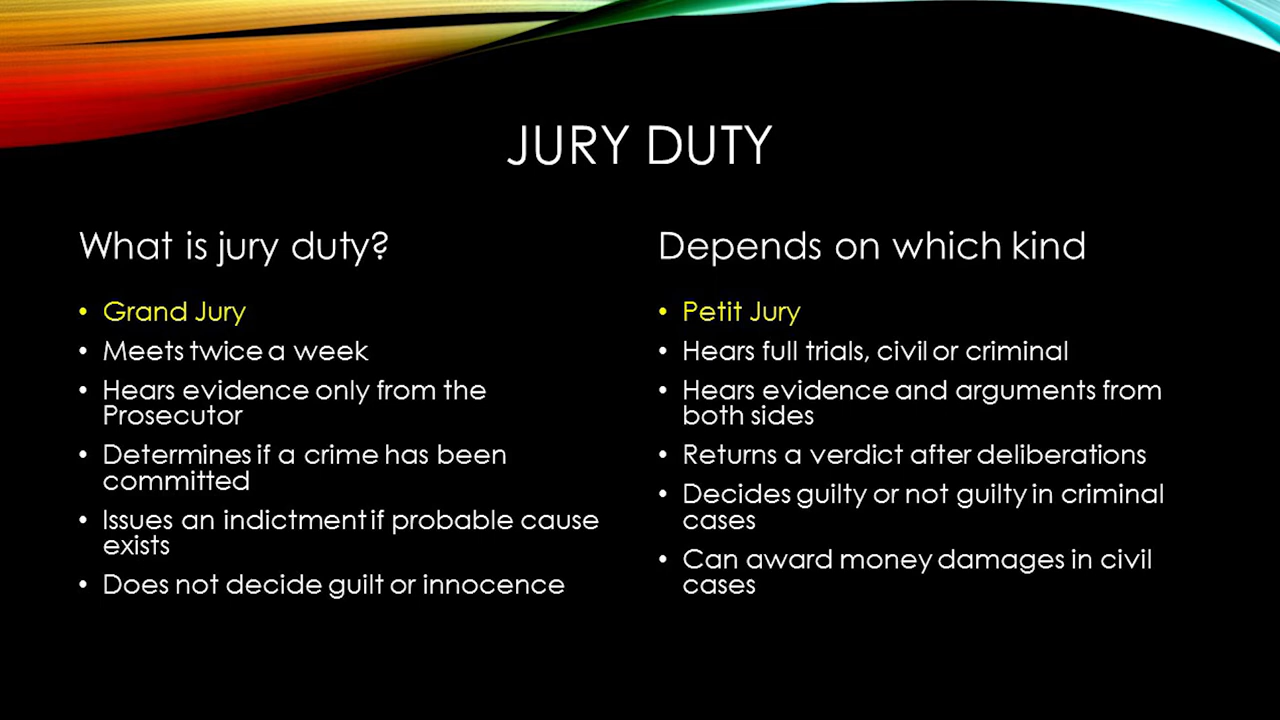 JURY DUTY
What is jury duty?
• Grand Jury
• Meets twice a week
• Hears evidence only from the
Prosecutor
• Determines if a crime has been
committed
• Issues an indictment if probable cause
exists
• Does not decide guilt or innocence
Depends on which kind
• Petit Jury
• Hears full trials, civil or criminal
• Hears evidence and arguments from
both sides
• Returns a verdict after deliberations
• Decides guilty or not guilty in criminal
cases
• Can award money damages in civil
cases